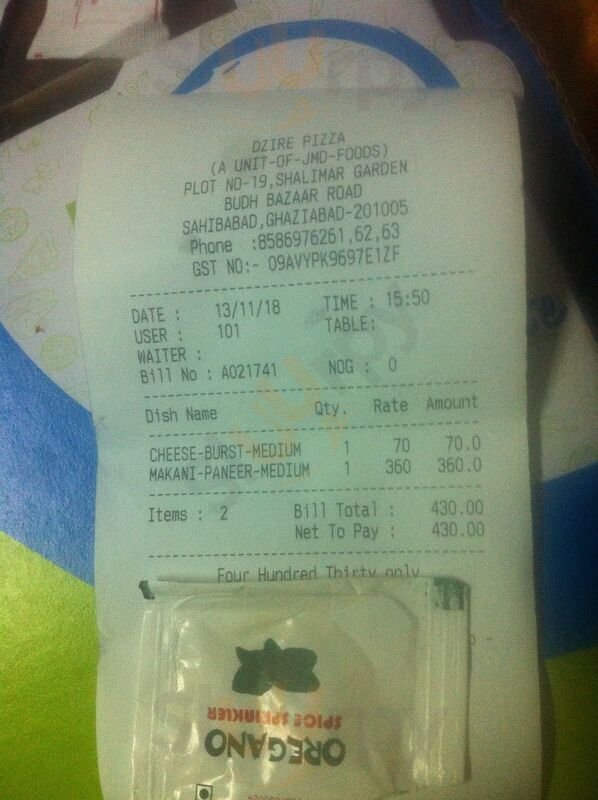 DZIRE PIZZA
(A UNIT-OF-JMD-FOODS)
PLOT NO-19,SHALIMAR GARDEN
BUDH BAZAAR ROAD
SAHIBABAD,GHAZIABAD-201005
Phone :8586976261,62,63
GST NO:- 09AVYPK9697E1ZF
DATE : 13/11/18 TIME : 15:50
USER : 101 TABLE:
WAITER :
Bill No : A021741 NOG : 0
Dish Name Qty. Rate Amount
CHEESE-BURST-MEDIUM 1 70 70.0
MAKANI-PANEER-MEDIUM 1 360 360.0
Items : 2 Bill Total : 430.00
Net To Pay : 430.00
Four Hundred Thirty only
OREGANO
SPICE SPRINKLER